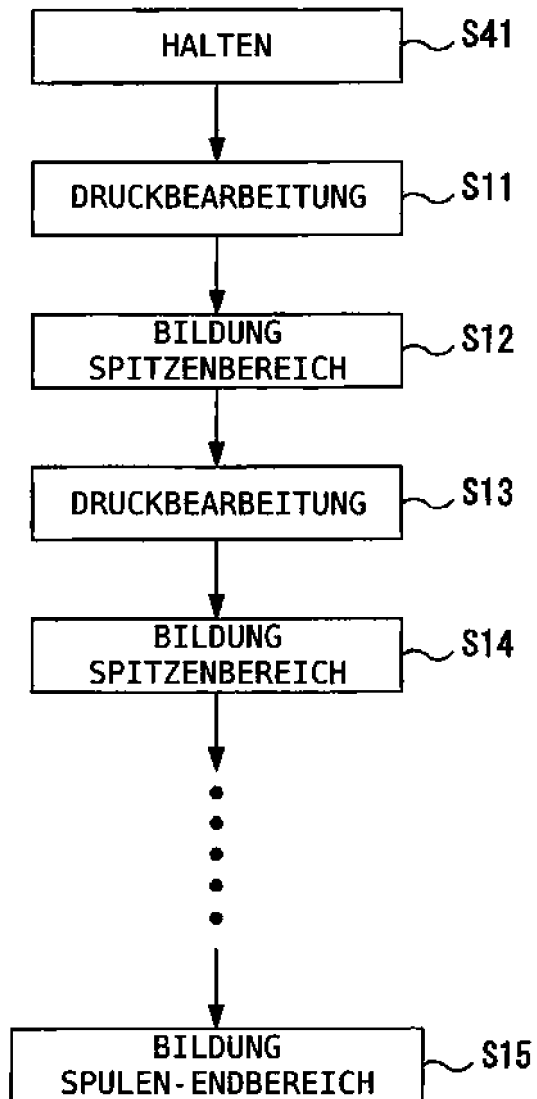 HALTEN S41
DRUCKBEARBEITUNG S11
BILDUNG
SPITZENBEREICH S12
DRUCKBEARBEITUNG S13
BILDUNG
SPITZENBEREICH S14
BILDUNG
SPULEN-ENDBEREICH S15